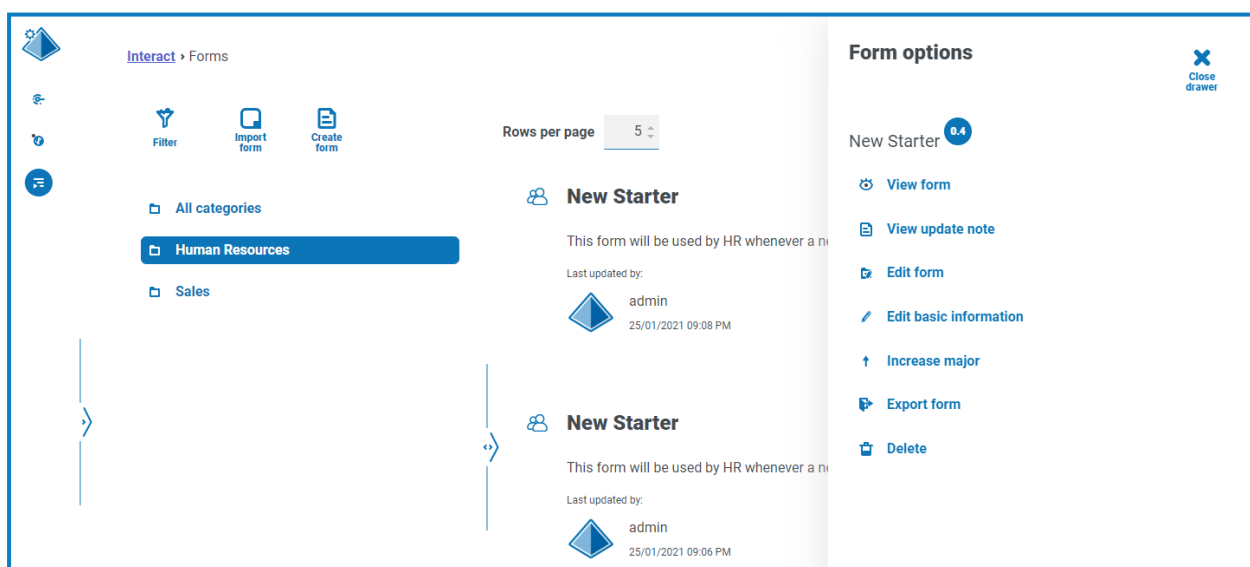 Interact › Forms
Filter
Import form
Create form
All categories
Human Resources
Sales
Rows per page 5
New Starter
This form will be used by HR whenever a
Last updated by:
admin
25/01/2021 09:08 PM
New Starter
This form will be used by HR whenever a
Last updated by:
admin
25/01/2021 09:06 PM
Form options
Close drawer
New Starter 0.4
View form
View update note
Edit form
Edit basic information
Increase major
Export form
Delete